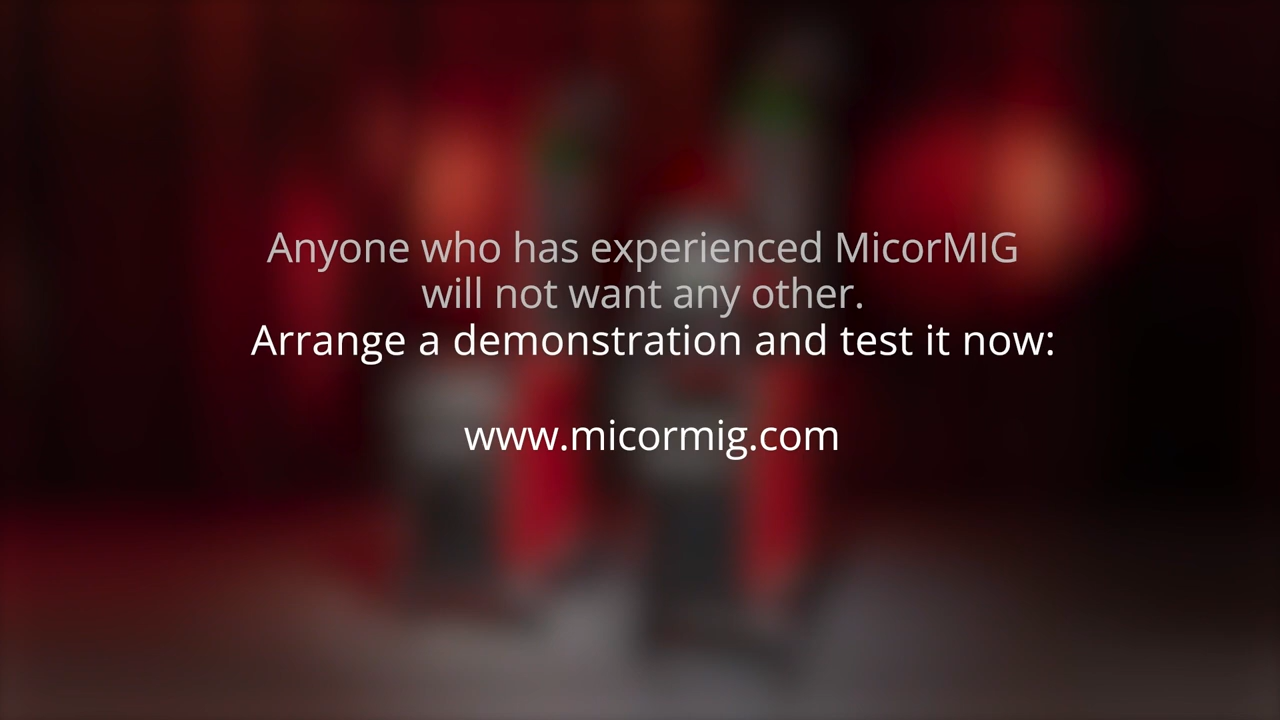 Anyone who has experienced MicorMIG
will not want any other.
Arrange a demonstration and test it now:
www.micormig.com